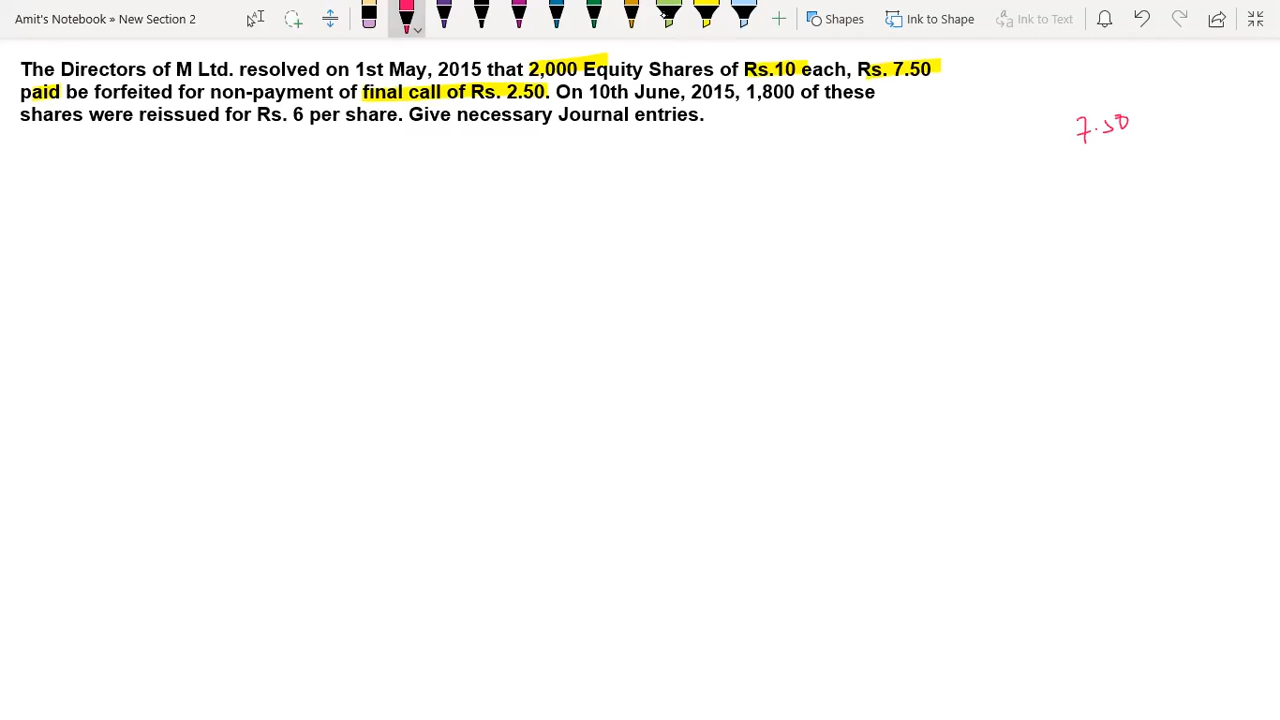 Amit's Notebook » New Section 2
Shapes
Ink to Shape
Ink to Text
The Directors of M Ltd. resolved on 1st May, 2015 that 2,000 Equity Shares of Rs.10 each, Rs. 7.50
paid be forfeited for non-payment of final call of Rs. 2.50. On 10th June, 2015, 1,800 of these
shares were reissued for Rs. 6 per share. Give necessary Journal entries.
7.50